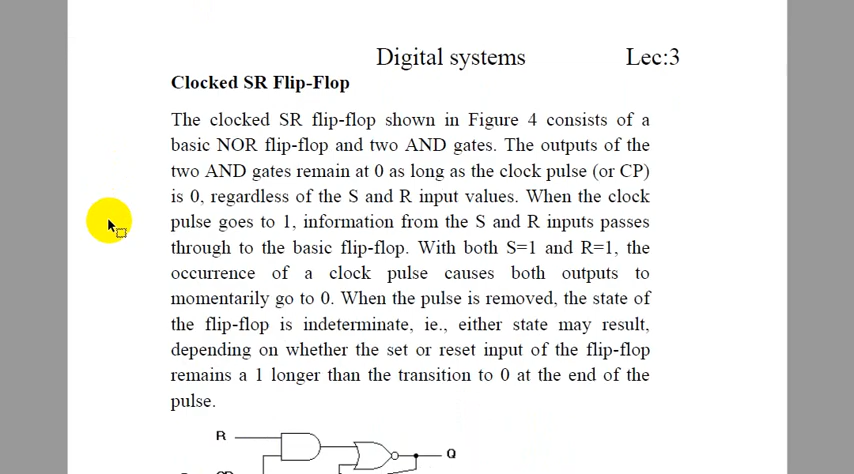 Digital systems Lec:3
Clocked SR Flip-Flop
The clocked SR flip-flop shown in Figure 4 consists of a
basic NOR flip-flop and two AND gates. The outputs of the
two AND gates remain at 0 as long as the clock pulse (or CP)
is 0, regardless of the S and R input values. When the clock
pulse goes to 1, information from the S and R inputs passes
through to the basic flip-flop. With both S=1 and R=1, the
occurrence of a clock pulse causes both outputs to
momentarily go to 0. When the pulse is removed, the state of
the flip-flop is indeterminate, ie., either state may result,
depending on whether the set or reset input of the flip-flop
remains a 1 longer than the transition to 0 at the end of the
pulse.
R
Q